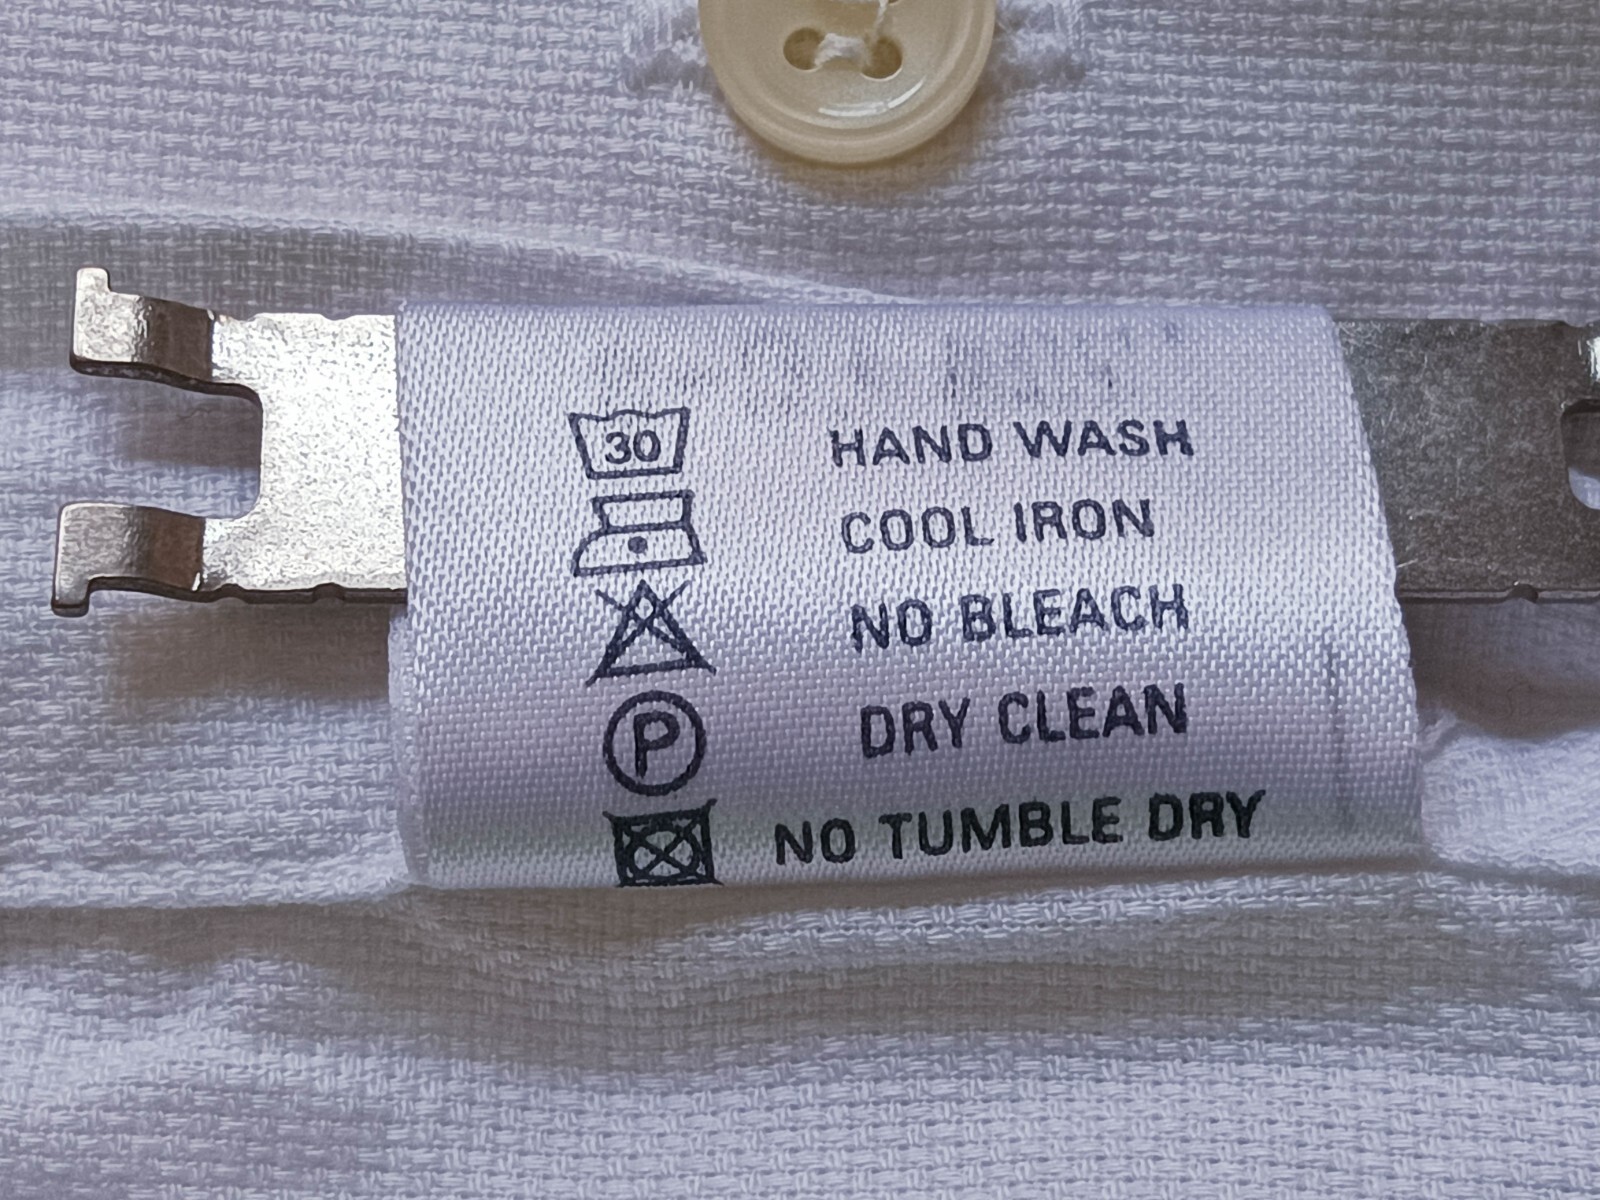 30 HAND WASH
COOL IRON
NO BLEACH
P DRY CLEAN
NO TUMBLE DRY